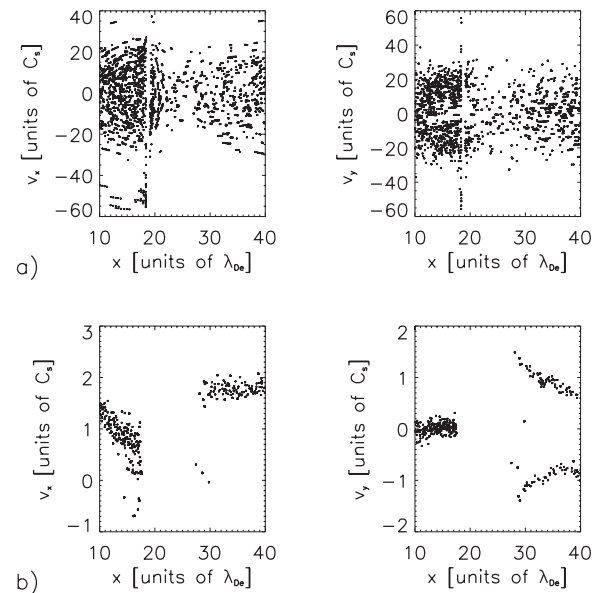 40
20
0
−20
−40
−60
v_x [units of C_s]
10 20 30 40
x [units of λ_De]
60
40
20
0
−20
−40
−60
v_y [units of C_s]
10 20 30 40
x [units of λ_De]
a)
3
2
1
0
−1
v_x [units of C_s]
10 20 30 40
x [units of λ_De]
2
1
0
−1
−2
v_y [units of C_s]
10 20 30 40
x [units of λ_De]
b)